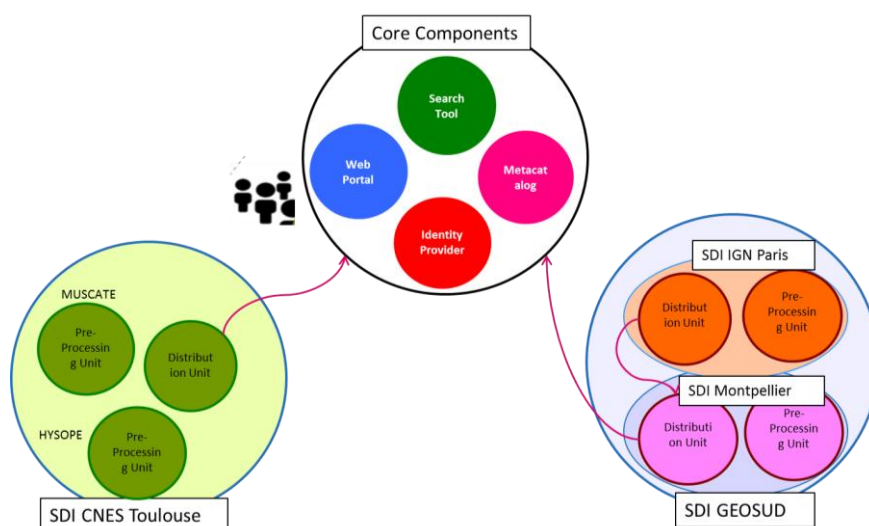 Core Components
Search
Tool
Web
Portal
Metacat
alog
Identity
Provider
SDI IGN Paris
Distribut
ion Unit
Pre-
Processin
g Unit
MUSCATE
Pre-
Processin
g Unit
Distribut
ion Unit
HYSOPE
Pre-
Processin
g Unit
SDI CNES Toulouse
SDI Montpellier
Distributi
on Unit
Pre-
Processin
g Unit
SDI GEOSUD